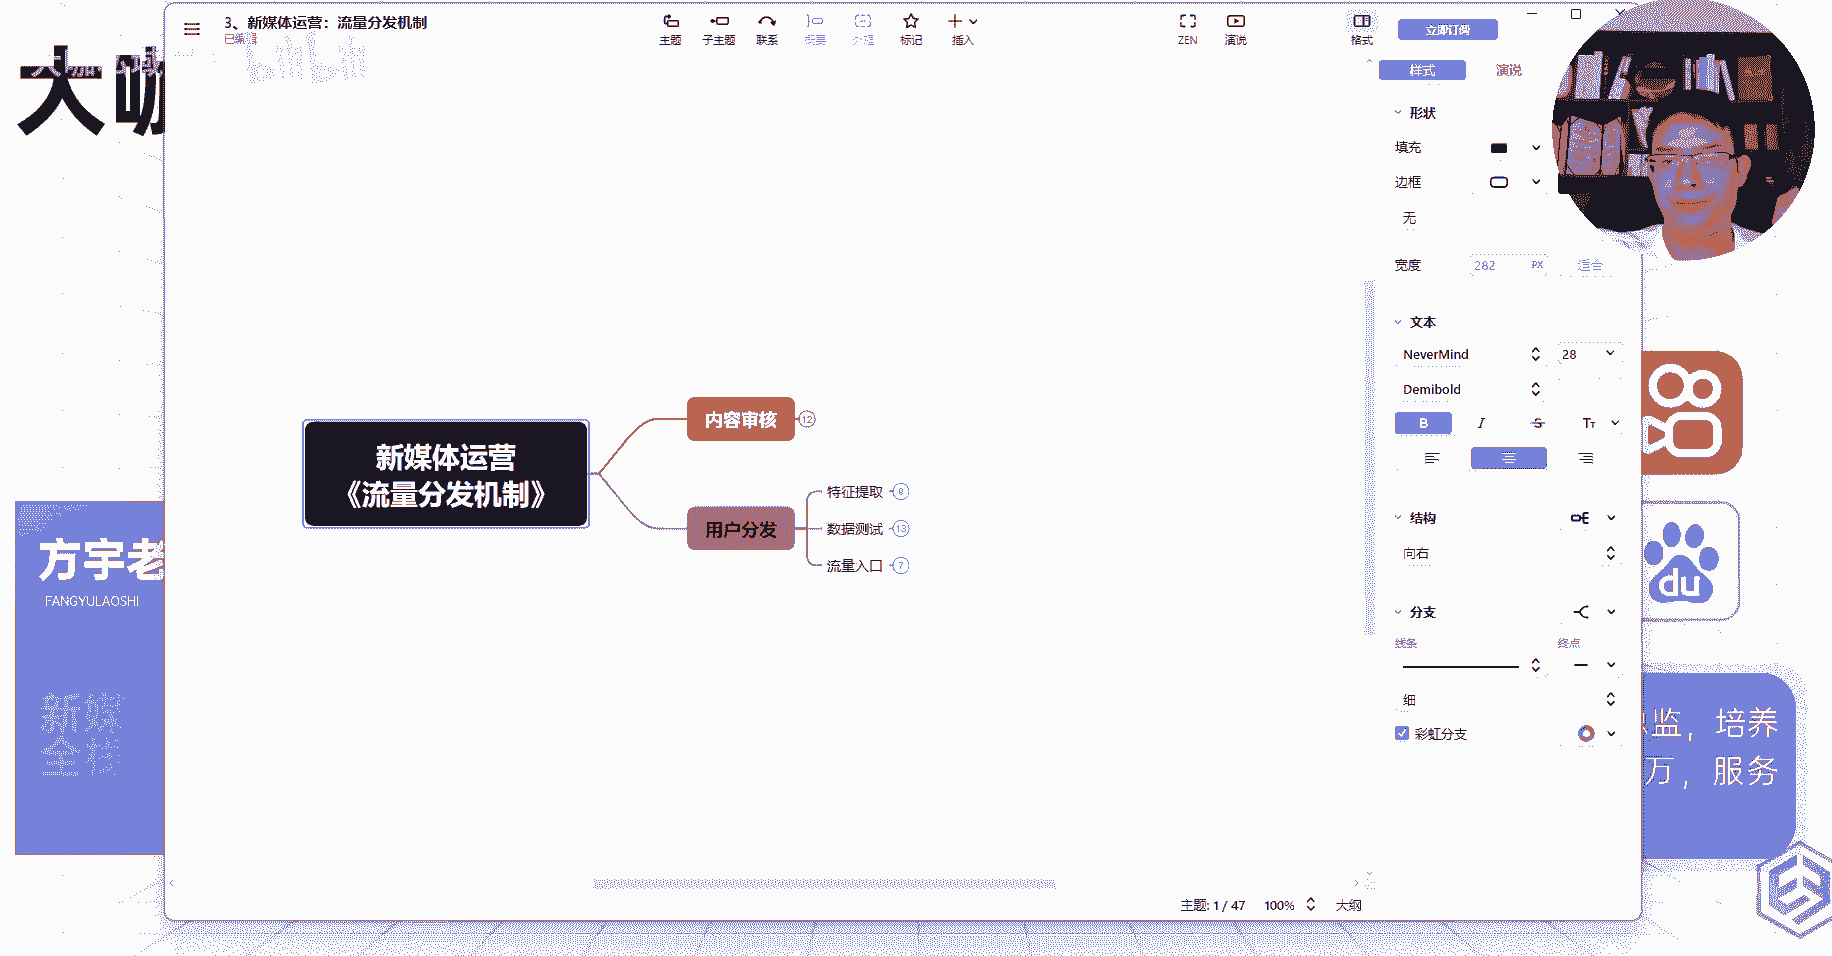 3、新媒体运营：流量分发机制
已编辑
bilibili
主题
子主题
联系
概要
外框
标记
插入
ZEN
演说
格式
立即订阅
样式
演说
大咖
形状
填充
边框
无
宽度
282
PX
适合
文本
NeverMind
28
Demibold
B
I
S
TT
内容审核
12
新媒体运营
《流量分发机制》
特征提取
用户分发
数据测试
13
流量入口
7
结构
向右
分支
线条
终点
细
彩虹分支
方宇老
FANGYULAOSHI
新媒
全栈
du
监，培养
万，服务
主题: 1 / 47
100%
大纲